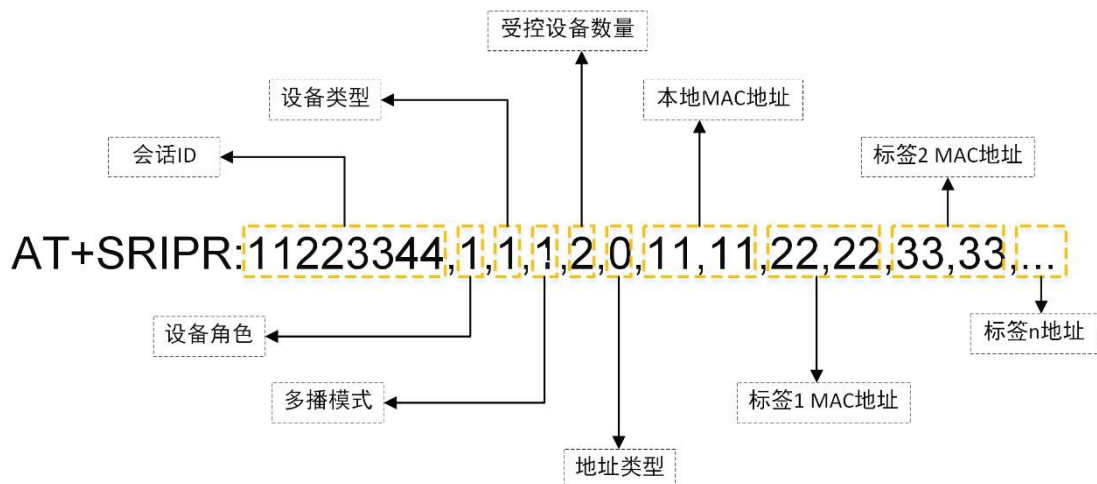 受控设备数量
设备类型
本地MAC地址
会话ID
标签2 MAC地址
AT+SRIPR:11223344,1,1,1,2,0,11,11,22,22,33,33,...
设备角色
标签n地址
多播模式
标签1 MAC地址
地址类型